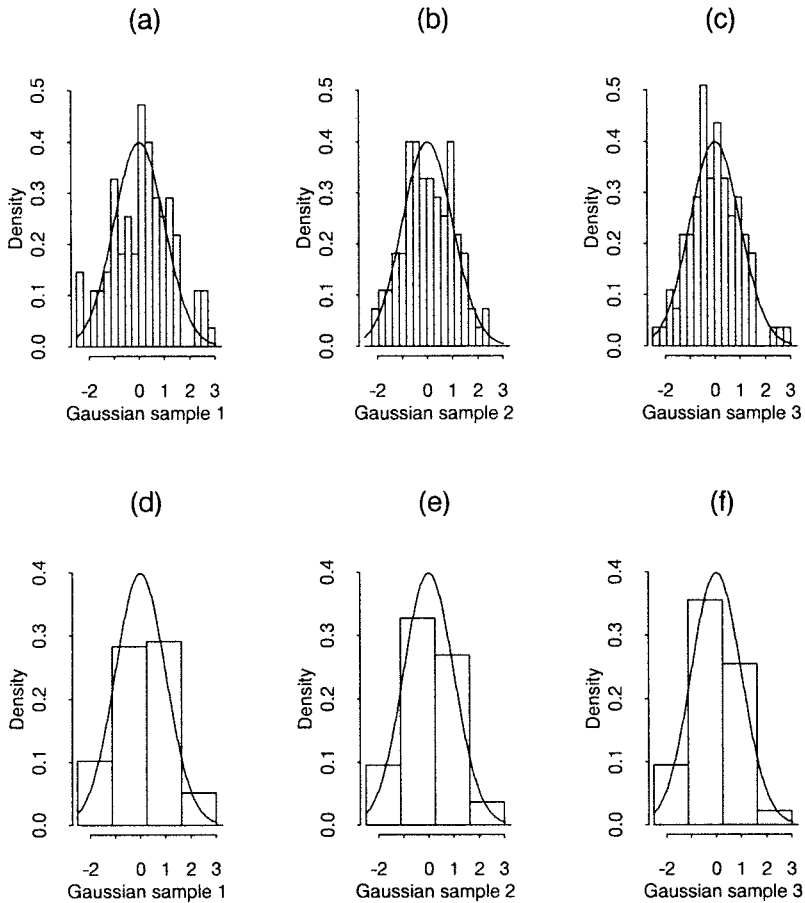 (a) (b) (c)
Density
0.0 0.1 0.2 0.3 0.4 0.5
-2 0 1 2 3
Gaussian sample 1
Density
0.0 0.1 0.2 0.3 0.4 0.5
-2 0 1 2 3
Gaussian sample 2
Density
0.0 0.1 0.2 0.3 0.4 0.5
-2 0 1 2 3
Gaussian sample 3
(d) (e) (f)
Density
0.0 0.1 0.2 0.3 0.4
-2 0 1 2 3
Gaussian sample 1
Density
0.0 0.1 0.2 0.3 0.4
-2 0 1 2 3
Gaussian sample 2
Density
0.0 0.1 0.2 0.3 0.4
-2 0 1 2 3
Gaussian sample 3